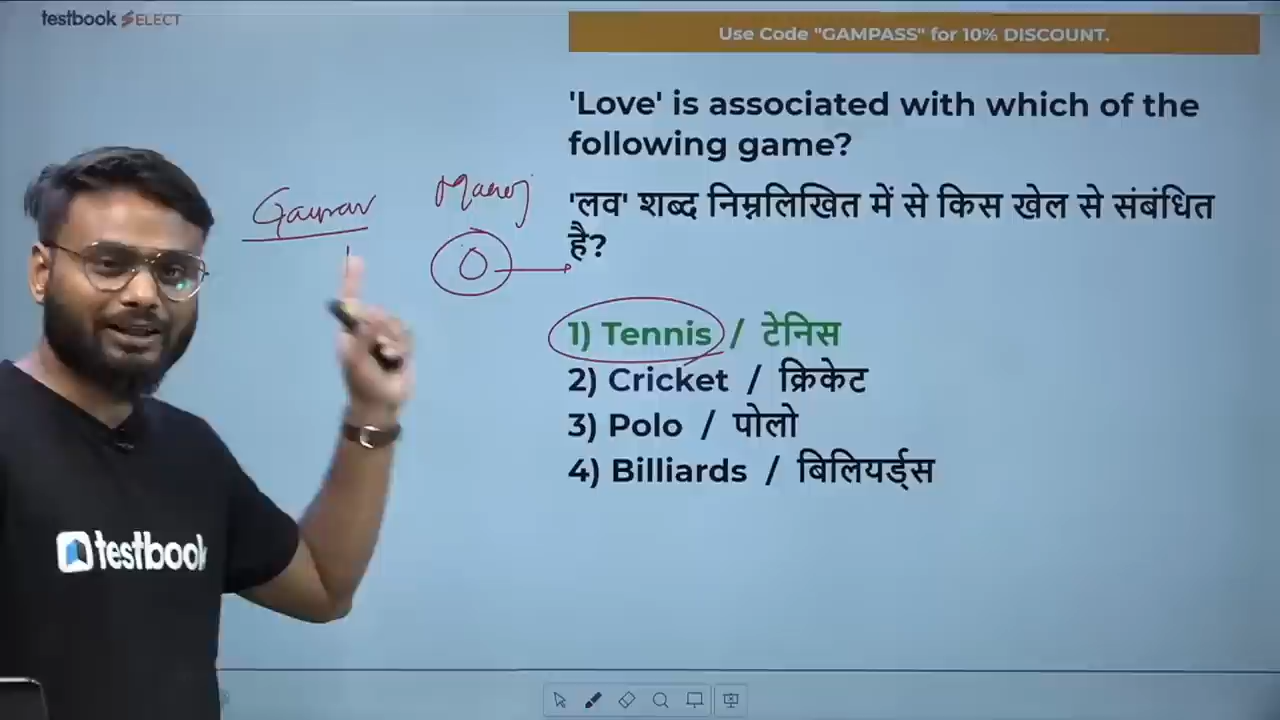 testbook SELECT
Use Code "GAMPASS" for 10% DISCOUNT.
'Love' is associated with which of the
following game?
'लव' शब्द निम्नलिखित में से किस खेल से संबंधित
है?
Gaurav
Manoj
0
1) Tennis / टेनिस
2) Cricket / क्रिकेट
3) Polo / पोलो
4) Billiards / बिलियर्ड्स
testbook